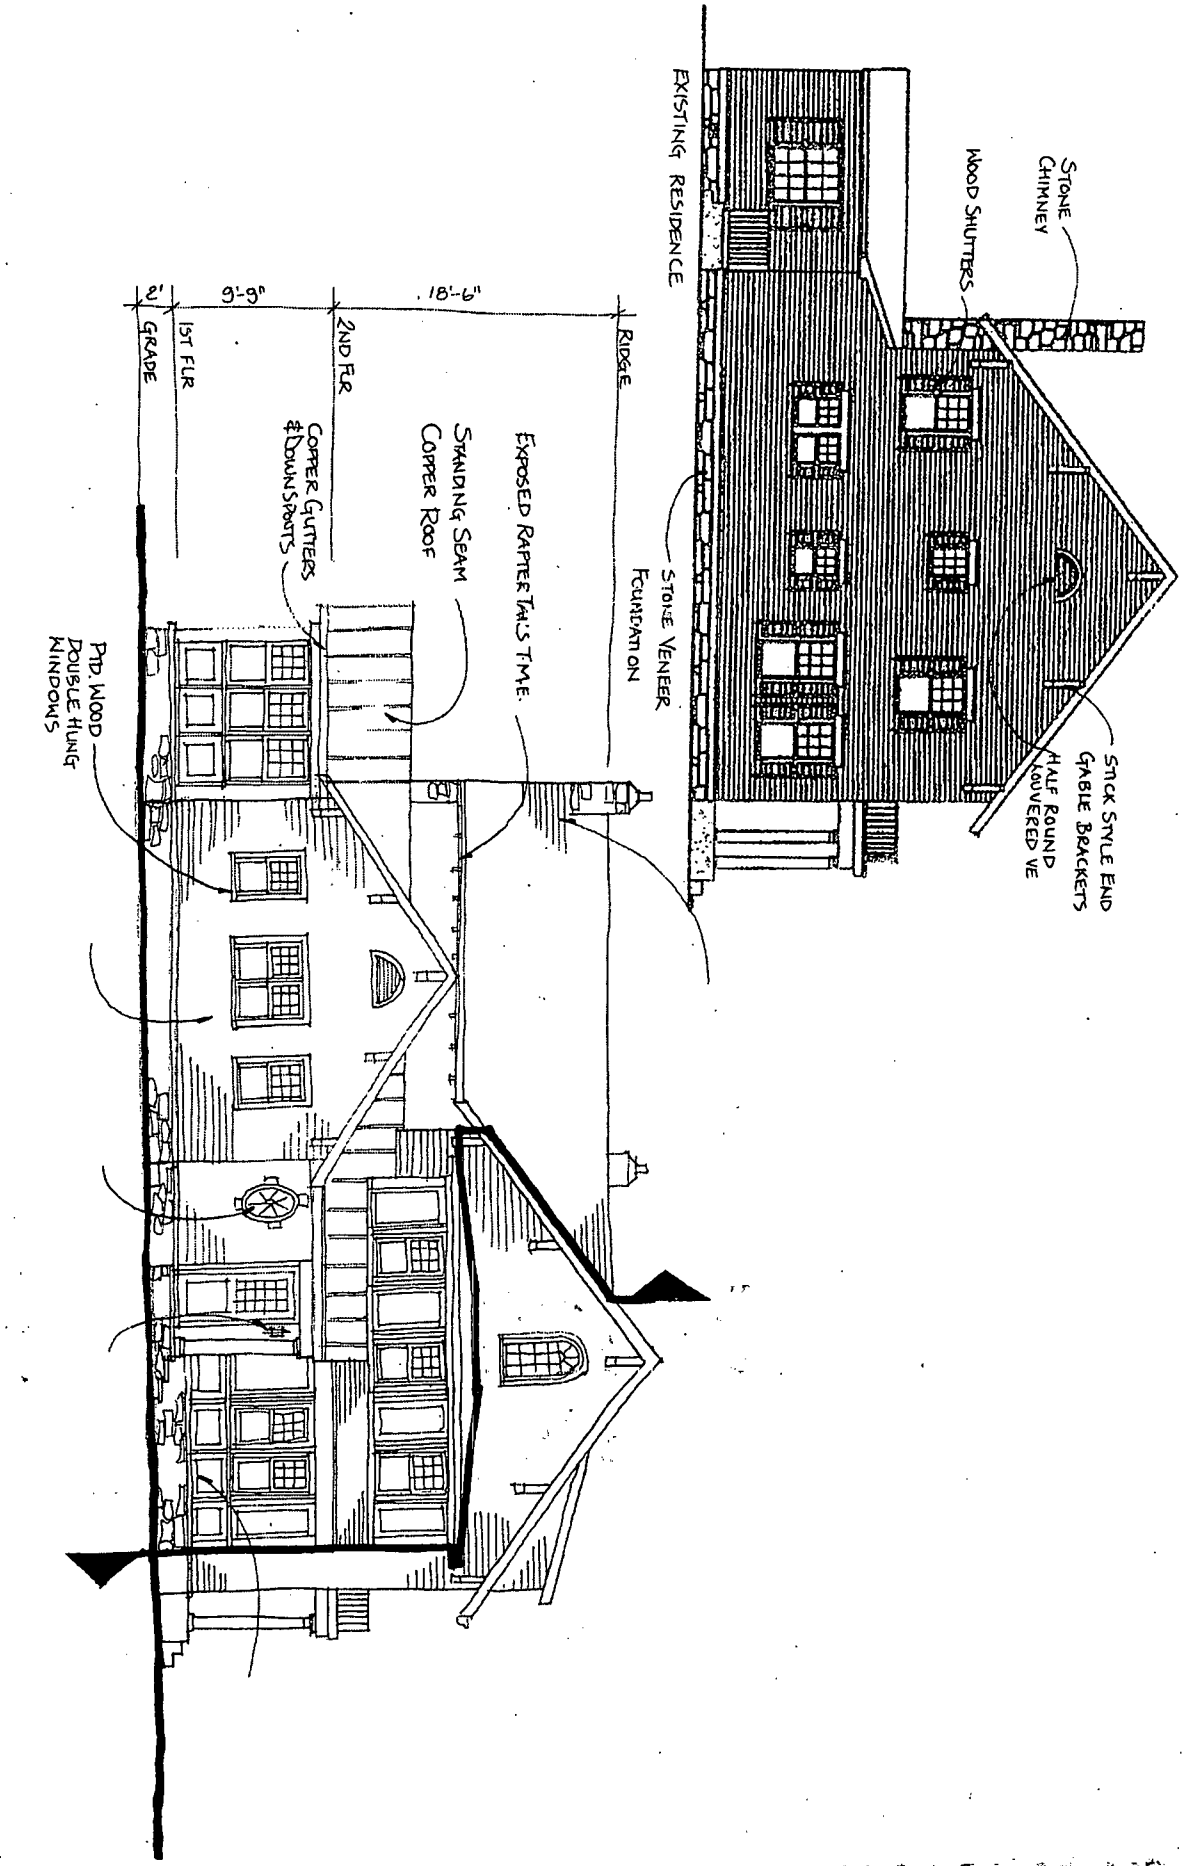 STONE
CHIMNEY
WOOD SHUTTERS
STICK STYLE END
GABLE BRACKETS
HALF ROUND
LOUVERED VE
EXISTING RESIDENCE
STONE VENEER
FOUNDATION
RIDGE
18'-6"
2ND FLR
9'-9"
1ST FLR
2'
GRADE
EXPOSED RAFTER TAILS T.M.E.
STANDING SEAM
COPPER ROOF
COPPER GUTTERS
& DOWNSPOUTS
PTD. WOOD
DOUBLE HUNG
WINDOWS